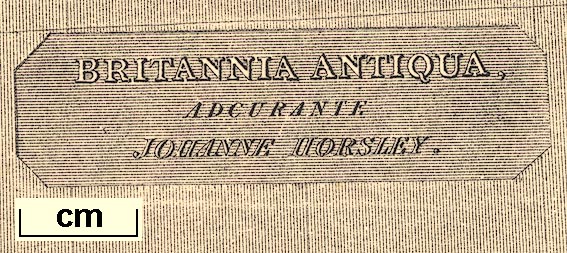 BRITANNIA ANTIQUA,
ADCURANTE
JOHANNE HORSLEY.
cm